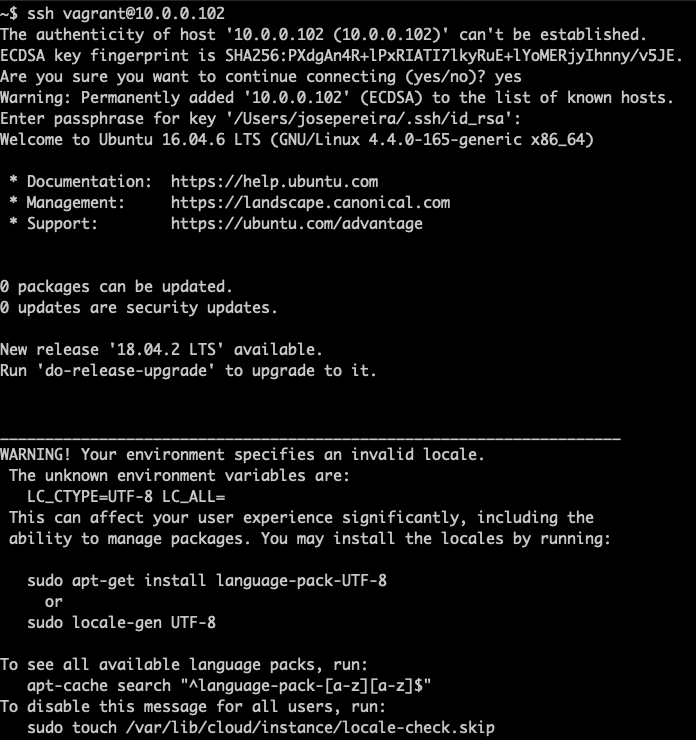 ~$ ssh vagrant@10.0.0.102
The authenticity of host '10.0.0.102 (10.0.0.102)' can't be established.
ECDSA key fingerprint is SHA256:PXdgAn4R+lPxRIATI7lkyRuE+lYoMERjyIhnny/v5JE.
Are you sure you want to continue connecting (yes/no)? yes
Warning: Permanently added '10.0.0.102' (ECDSA) to the list of known hosts.
Enter passphrase for key '/Users/josepereira/.ssh/id_rsa':
Welcome to Ubuntu 16.04.6 LTS (GNU/Linux 4.4.0-165-generic x86_64)

 * Documentation:  https://help.ubuntu.com
 * Management:     https://landscape.canonical.com
 * Support:        https://ubuntu.com/advantage


0 packages can be updated.
0 updates are security updates.

New release '18.04.2 LTS' available.
Run 'do-release-upgrade' to upgrade to it.


_____________________________________________________________________
WARNING! Your environment specifies an invalid locale.
 The unknown environment variables are:
   LC_CTYPE=UTF-8 LC_ALL=
 This can affect your user experience significantly, including the
 ability to manage packages. You may install the locales by running:

   sudo apt-get install language-pack-UTF-8
     or
   sudo locale-gen UTF-8

To see all available language packs, run:
   apt-cache search "^language-pack-[a-z][a-z]$"
To disable this message for all users, run:
   sudo touch /var/lib/cloud/instance/locale-check.skip